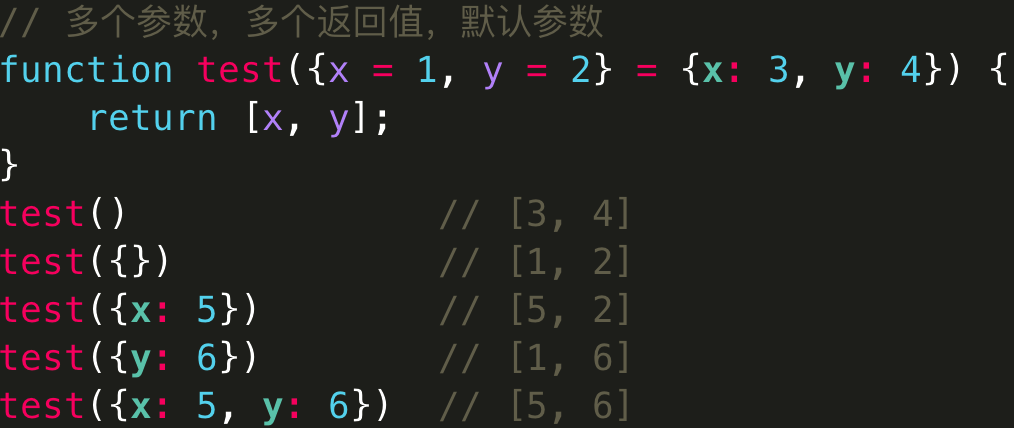 // 多个参数，多个返回值，默认参数
function test({x = 1, y = 2} = {x: 3, y: 4}) {
    return [x, y];
}
test()              // [3, 4]
test({})            // [1, 2]
test({x: 5})        // [5, 2]
test({y: 6})        // [1, 6]
test({x: 5, y: 6})  // [5, 6]